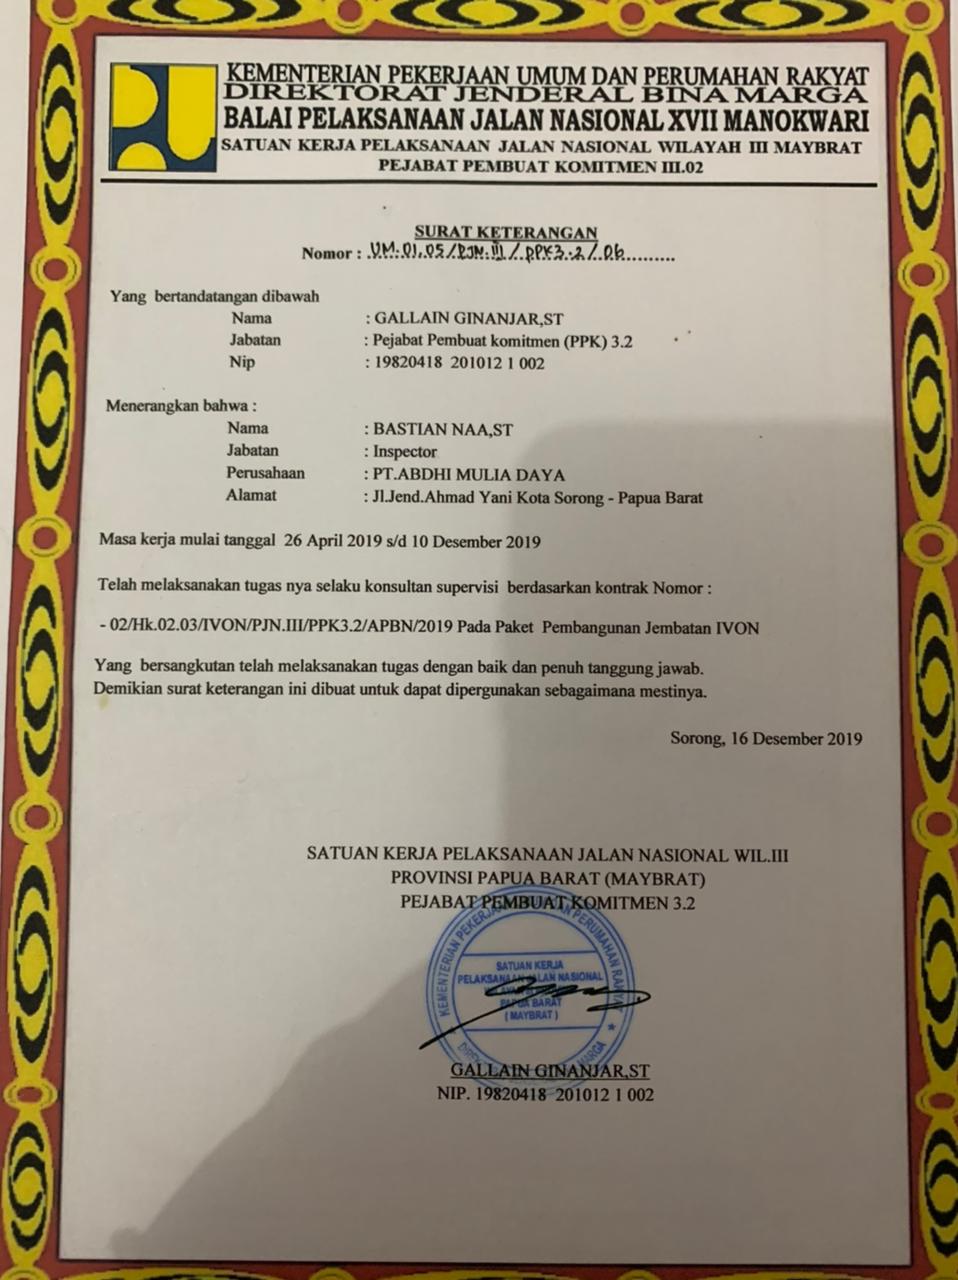 KEMENTERIAN PEKERJAAN UMUM DAN PERUMAHAN RAKYAT
DIREKTORAT JENDERAL BINA MARGA
BALAI PELAKSANAAN JALAN NASIONAL XVII MANOKWARI
SATUAN KERJA PELAKSANAAN JALAN NASIONAL WILAYAH III MAYBRAT
PEJABAT PEMBUAT KOMITMEN III.02
SURAT KETERANGAN
Nomor : .UM.01.05/PJN.III/.PPK3.2/.06..........
Yang bertandatangan dibawah
Nama : GALLAIN GINANJAR,ST
Jabatan : Pejabat Pembuat komitmen (PPK) 3.2
Nip : 19820418 201012 1 002
Menerangkan bahwa :
Nama : BASTIAN NAA,ST
Jabatan : Inspector
Perusahaan : PT.ABDHI MULIA DAYA
Alamat : Jl.Jend.Ahmad Yani Kota Sorong - Papua Barat
Masa kerja mulai tanggal 26 April 2019 s/d 10 Desember 2019
Telah melaksanakan tugas nya selaku konsultan supervisi berdasarkan kontrak Nomor :
- 02/Hk.02.03/IVON/PJN.III/PPK3.2/APBN/2019 Pada Paket Pembangunan Jembatan IVON
Yang bersangkutan telah melaksanakan tugas dengan baik dan penuh tanggung jawab.
Demikian surat keterangan ini dibuat untuk dapat dipergunakan sebagaimana mestinya.
Sorong, 16 Desember 2019
SATUAN KERJA PELAKSANAAN JALAN NASIONAL WIL.III
PROVINSI PAPUA BARAT (MAYBRAT)
PEJABAT PEMBUAT KOMITMEN 3.2
KEMENTERIAN PEKERJAAN PERUMAHAN RAKYAT
SATUAN KERJA
PELAKSANAAN JALAN NASIONAL
PAPUA BARAT
( MAYBRAT )
MARGA
GALLAIN GINANJAR,ST
NIP. 19820418 201012 1 002